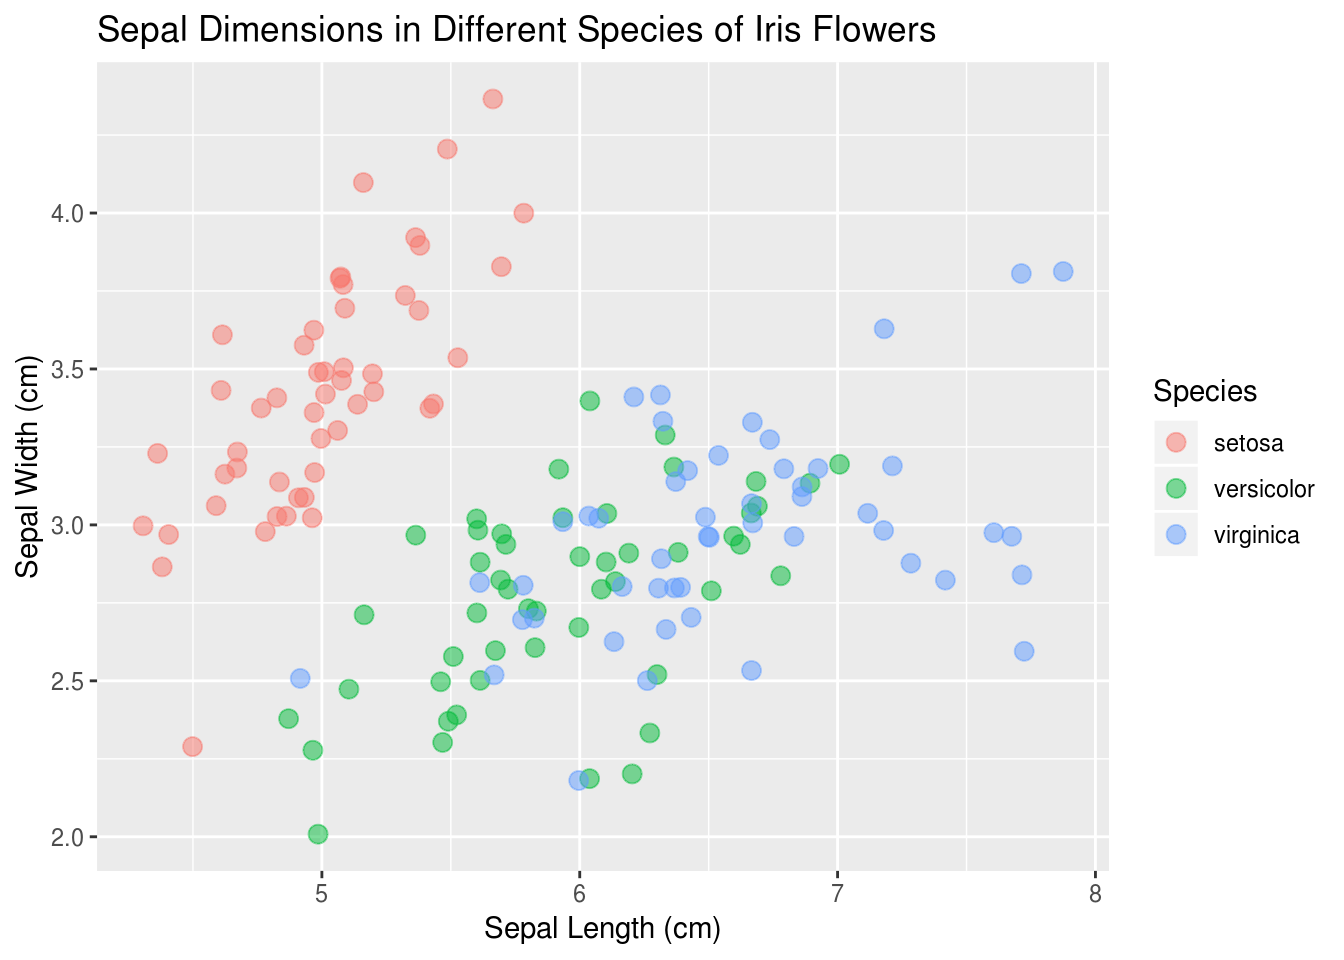 Sepal Dimensions in Different Species of Iris Flowers
4.0
3.5
3.0
2.5
2.0
Sepal Width (cm)
5 6 7 8
Sepal Length (cm)
Species
setosa
versicolor
virginica